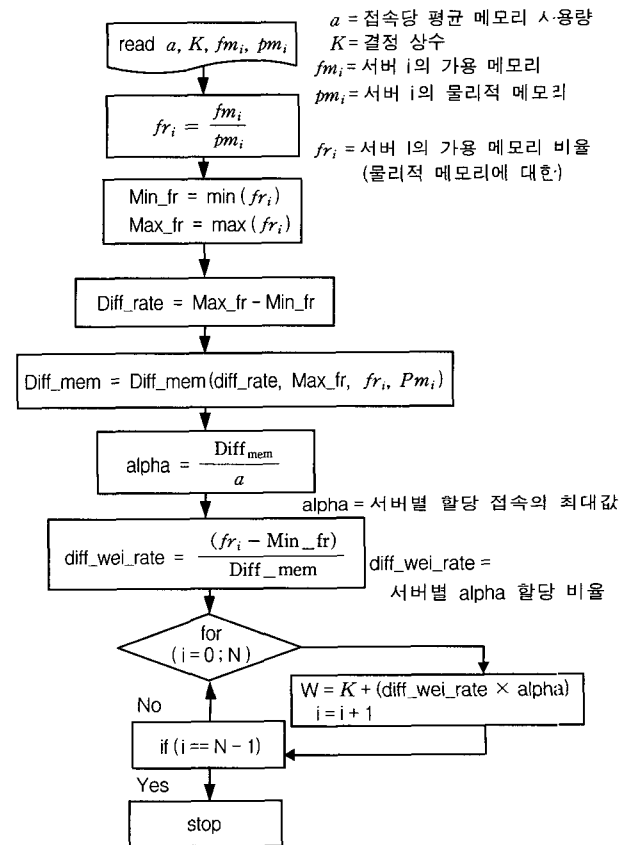 read a, K, fm_i, pm_i
a = 접속당 평균 메모리 사용량
K = 결정 상수
fm_i = 서버 i의 가용 메모리
pm_i = 서버 i의 물리적 메모리
fr_i = fm_i / pm_i
fr_i = 서버 i의 가용 메모리 비율
(물리적 메모리에 대한)
Min_fr = min (fr_i)
Max_fr = max (fr_i)
Diff_rate = Max_fr - Min_fr
Diff_mem = Diff_mem(diff_rate, Max_fr, fr_i, Pm_i)
alpha = Diff_mem / a
alpha = 서버별 할당 접속의 최대값
diff_wei_rate = (fr_i - Min_fr) / Diff_mem
diff_wei_rate =
서버별 alpha 할당 비율
for
(i=0; N)
W = K + (diff_wei_rate × alpha)
i = i + 1
No
if (i == N - 1)
Yes
stop